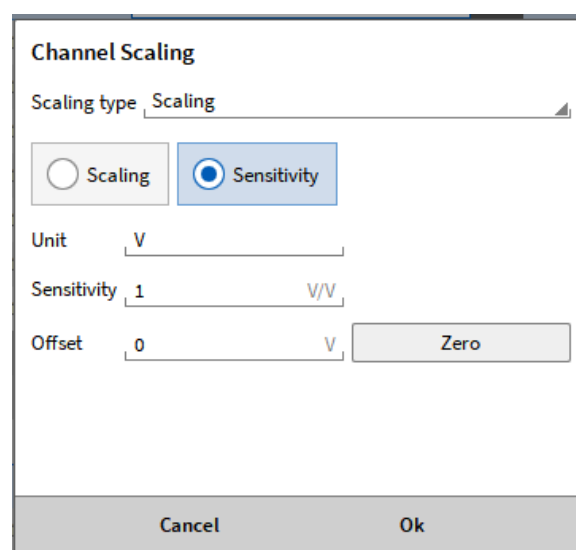 Channel Scaling
Scaling type Scaling
Scaling Sensitivity
Unit V
Sensitivity 1 V/V
Offset 0 V Zero
Cancel Ok